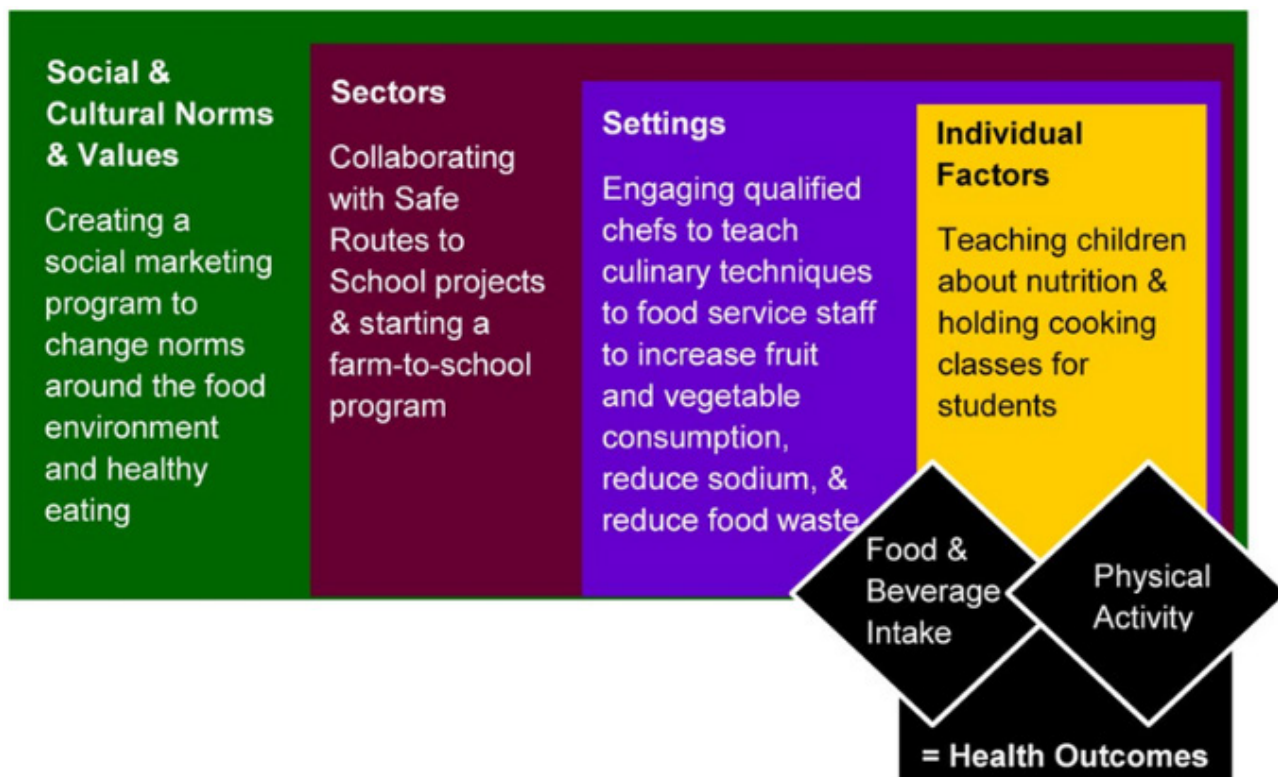 Social &
Cultural Norms
& Values
Creating a
social marketing
program to
change norms
around the food
environment
and healthy
eating
Sectors
Collaborating
with Safe
Routes to
School projects
& starting a
farm-to-school
program
Settings
Engaging qualified
chefs to teach
culinary techniques
to food service staff
to increase fruit
and vegetable
consumption,
reduce sodium, &
reduce food waste
Individual
Factors
Teaching children
about nutrition &
holding cooking
classes for
students
Food &
Beverage
Intake
Physical
Activity
= Health Outcomes